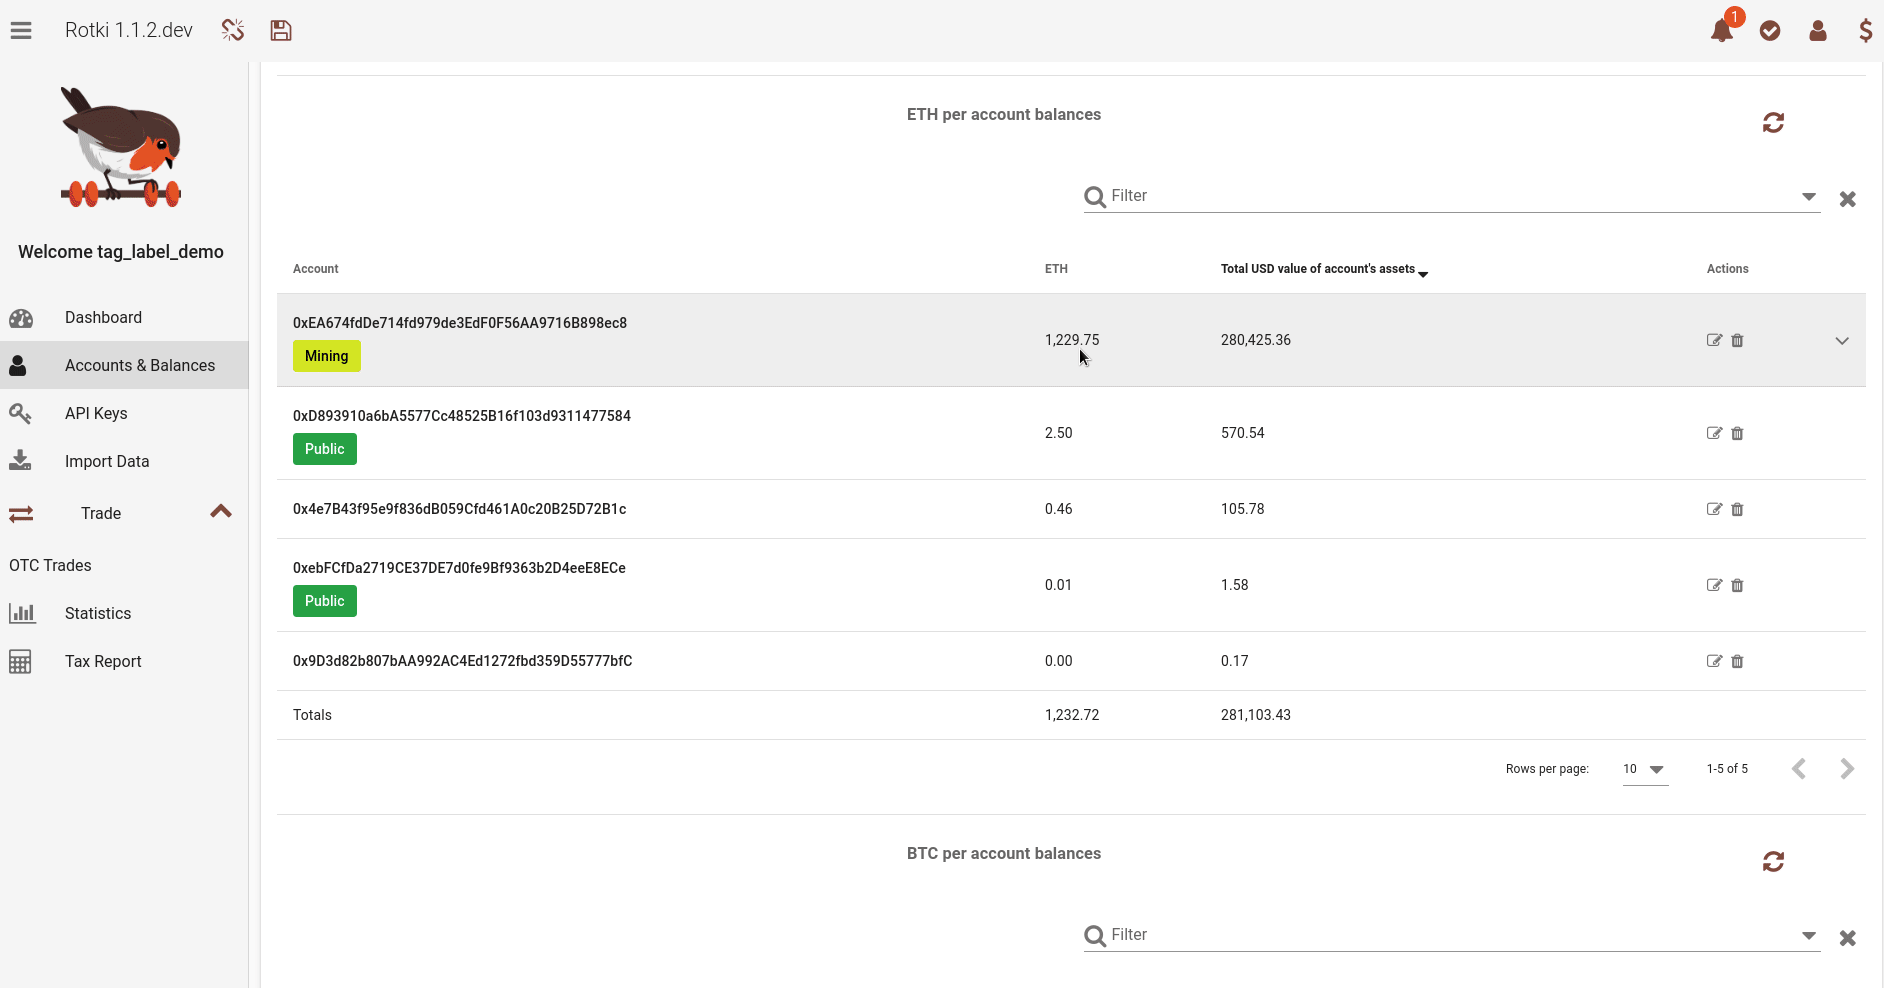 Rotki 1.1.2.dev
1
Welcome tag_label_demo
Dashboard
Accounts & Balances
API Keys
Import Data
Trade
OTC Trades
Statistics
Tax Report
ETH per account balances
Filter
Account ETH Total USD value of account's assets Actions
0xEA674fdDe714fd979de3EdF0F56AA9716B898ec8
Mining
1,229.75 280,425.36
0xD893910a6bA5577Cc48525B16f103d9311477584
Public
2.50 570.54
0x4e7B43f95e9f836dB059Cfd461A0c20B25D72B1c 0.46 105.78
0xebFCfDa2719CE37DE7d0fe9Bf9363b2D4eeE8ECe
Public
0.01 1.58
0x9D3d82b807bAA992AC4Ed1272fbd359D55777bfC 0.00 0.17
Totals 1,232.72 281,103.43
Rows per page: 10 1-5 of 5
BTC per account balances
Filter